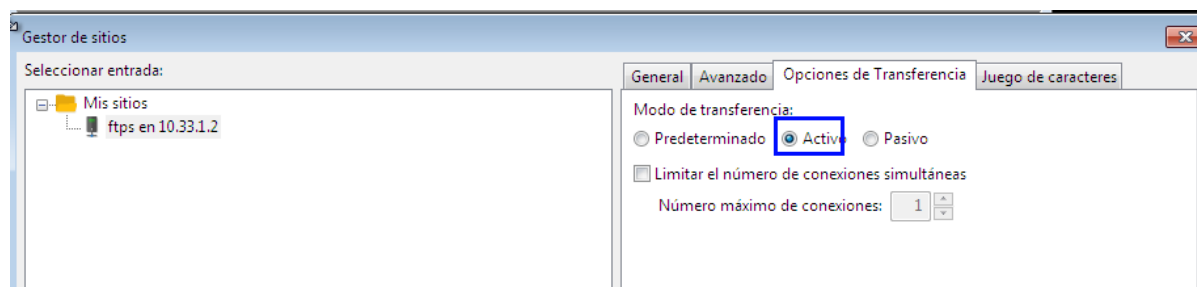 Gestor de sitios
Seleccionar entrada:
Mis sitios
ftps en 10.33.1.2
General Avanzado Opciones de Transferencia Juego de caracteres
Modo de transferencia:
Predeterminado Activo Pasivo
Limitar el número de conexiones simultáneas
Número máximo de conexiones: 1